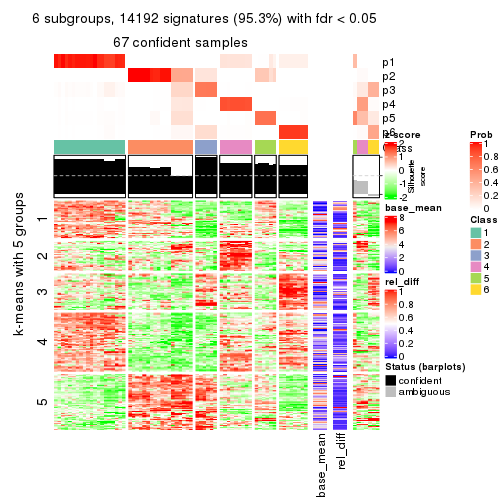 6 subgroups, 14192 signatures (95.3%) with fdr < 0.05
67 confident samples
p1
p2
p3
p4
p5
p6
Class
Silhouette
score
k-means with 5 groups
1
2
3
4
5
base_mean
rel_diff
z-score
2
-2
base_mean
8
6
4
2
0
rel_diff
1
0.8
0.6
0.4
0.2
0
Status (barplots)
confident
ambiguous
Prob
1
0.8
0.6
0.4
0.2
0
Class
1
2
3
4
5
6